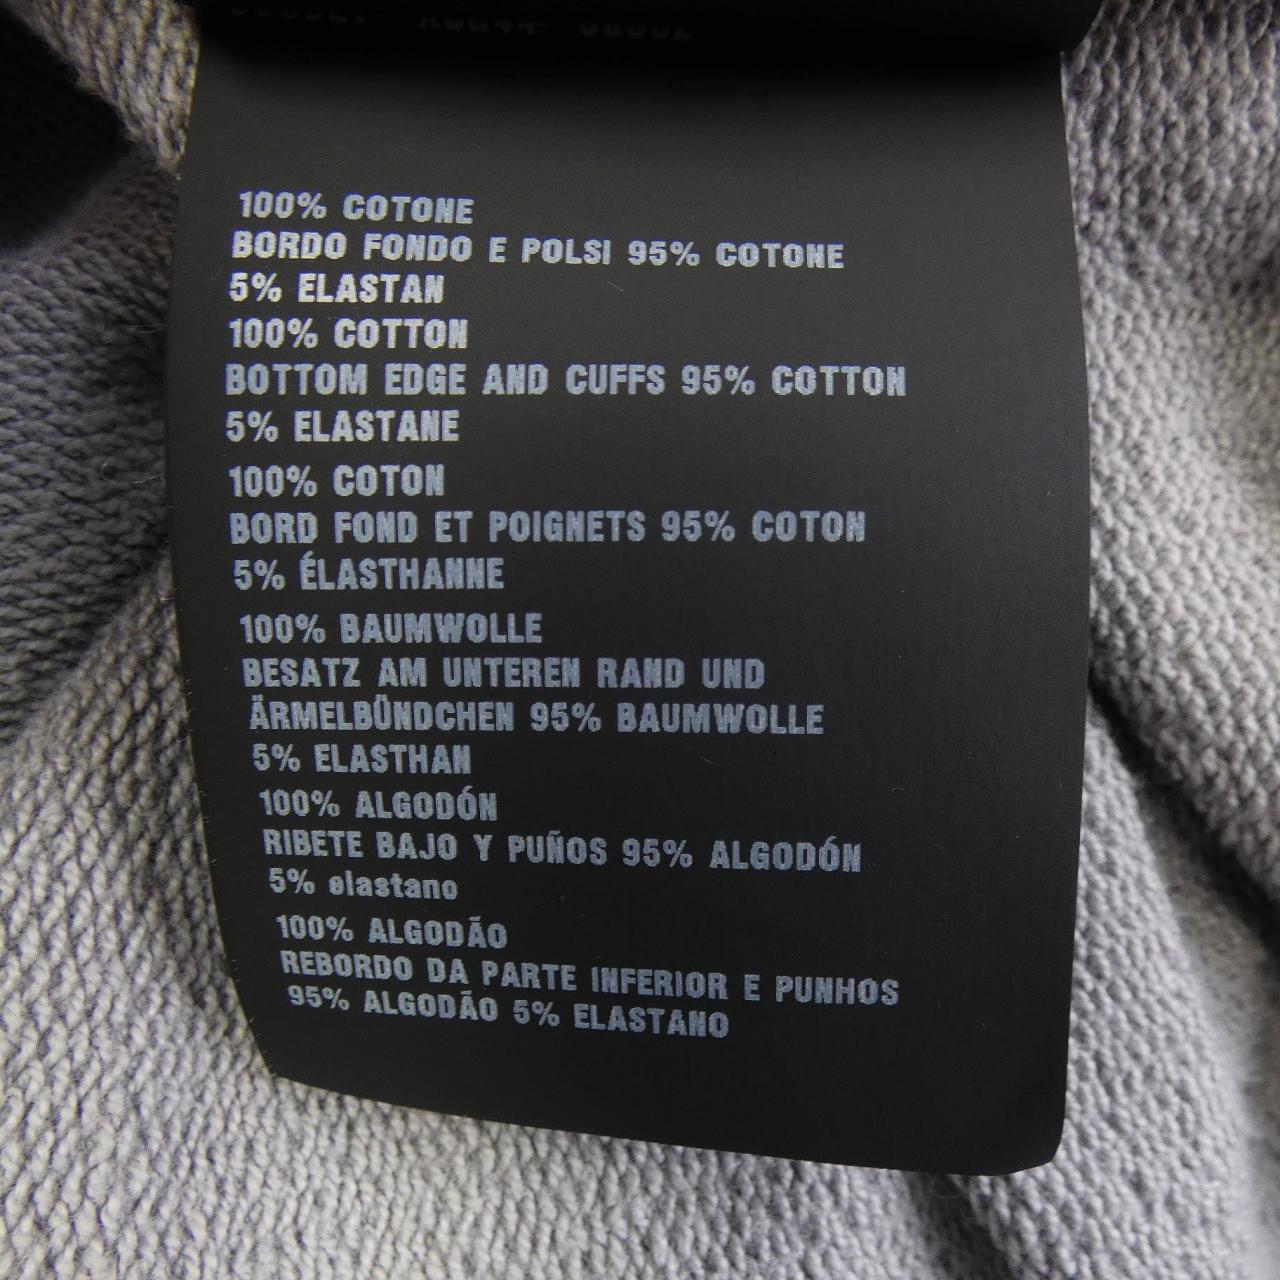 100% COTONE
BORDO FONDO E POLSI 95% COTONE
5% ELASTAN
100% COTTON
BOTTOM EDGE AND CUFFS 95% COTTON
5% ELASTANE
100% COTON
BORD FOND ET POIGNETS 95% COTON
5% ÉLASTHANNE
100% BAUMWOLLE
BESATZ AM UNTEREN RAND UND
ÄRMELBÜNDCHEN 95% BAUMWOLLE
5% ELASTHAN
100% ALGODÓN
RIBETE BAJO Y PUÑOS 95% ALGODÓN
5% elastano
100% ALGODÃO
REBORDO DA PARTE INFERIOR E PUNHOS
95% ALGODÃO 5% ELASTANO